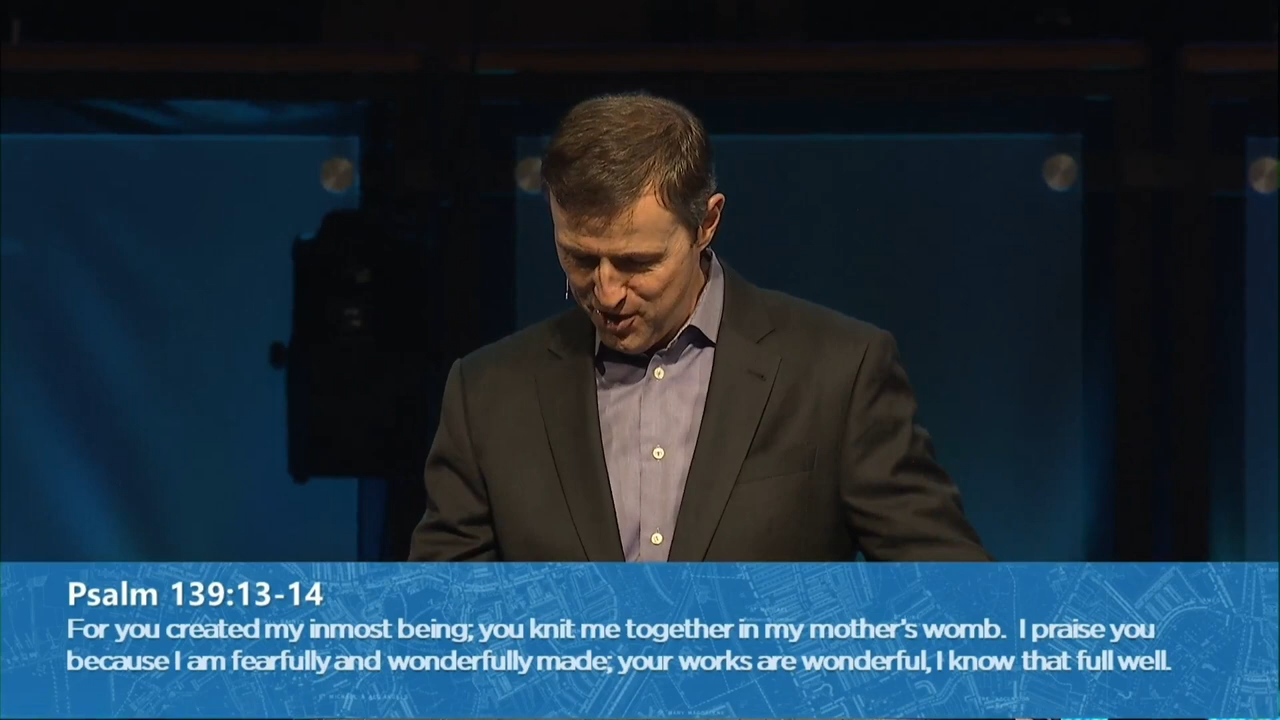 Psalm 139:13-14
For you created my inmost being; you knit me together in my mother's womb.  I praise you
because I am fearfully and wonderfully made; your works are wonderful, I know that full well.